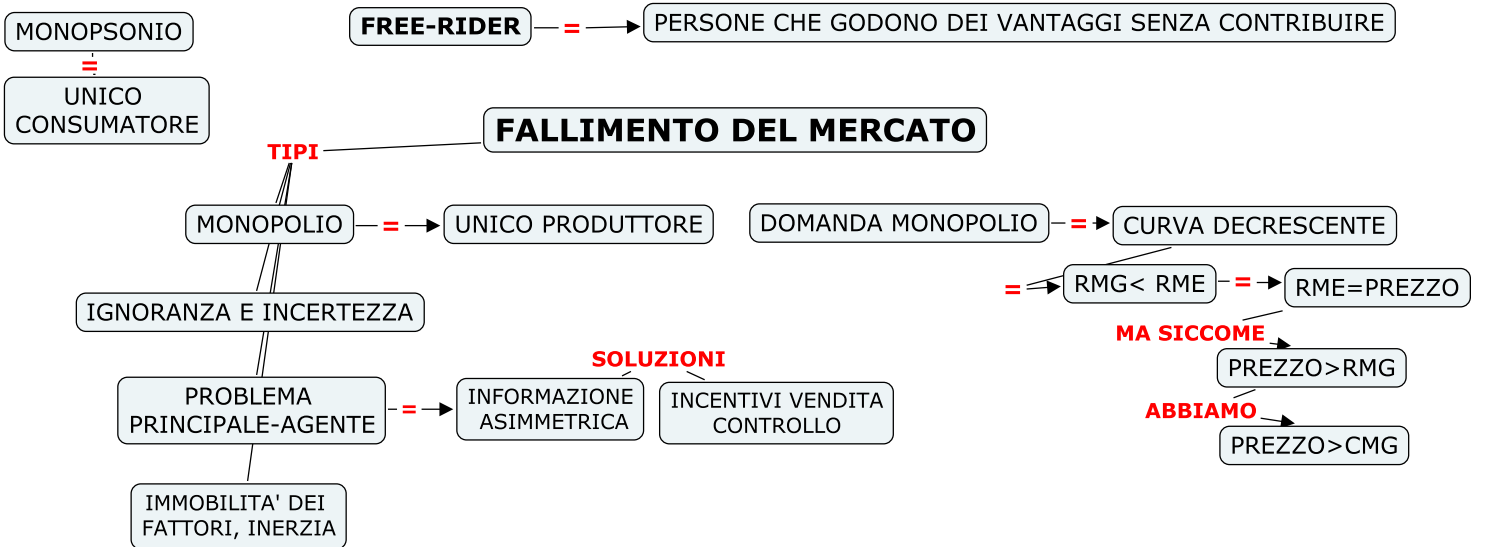 MONOPSONIO
=
UNICO
CONSUMATORE
FREE-RIDER = PERSONE CHE GODONO DEI VANTAGGI SENZA CONTRIBUIRE
FALLIMENTO DEL MERCATO
TIPI
MONOPOLIO = UNICO PRODUTTORE
IGNORANZA E INCERTEZZA
PROBLEMA
PRINCIPALE-AGENTE
=
INFORMAZIONE
ASIMMETRICA
SOLUZIONI
INCENTIVI VENDITA
CONTROLLO
IMMOBILITA' DEI
FATTORI, INERZIA
DOMANDA MONOPOLIO = CURVA DECRESCENTE
= RMG< RME = RME=PREZZO
MA SICCOME
PREZZO>RMG
ABBIAMO
PREZZO>CMG